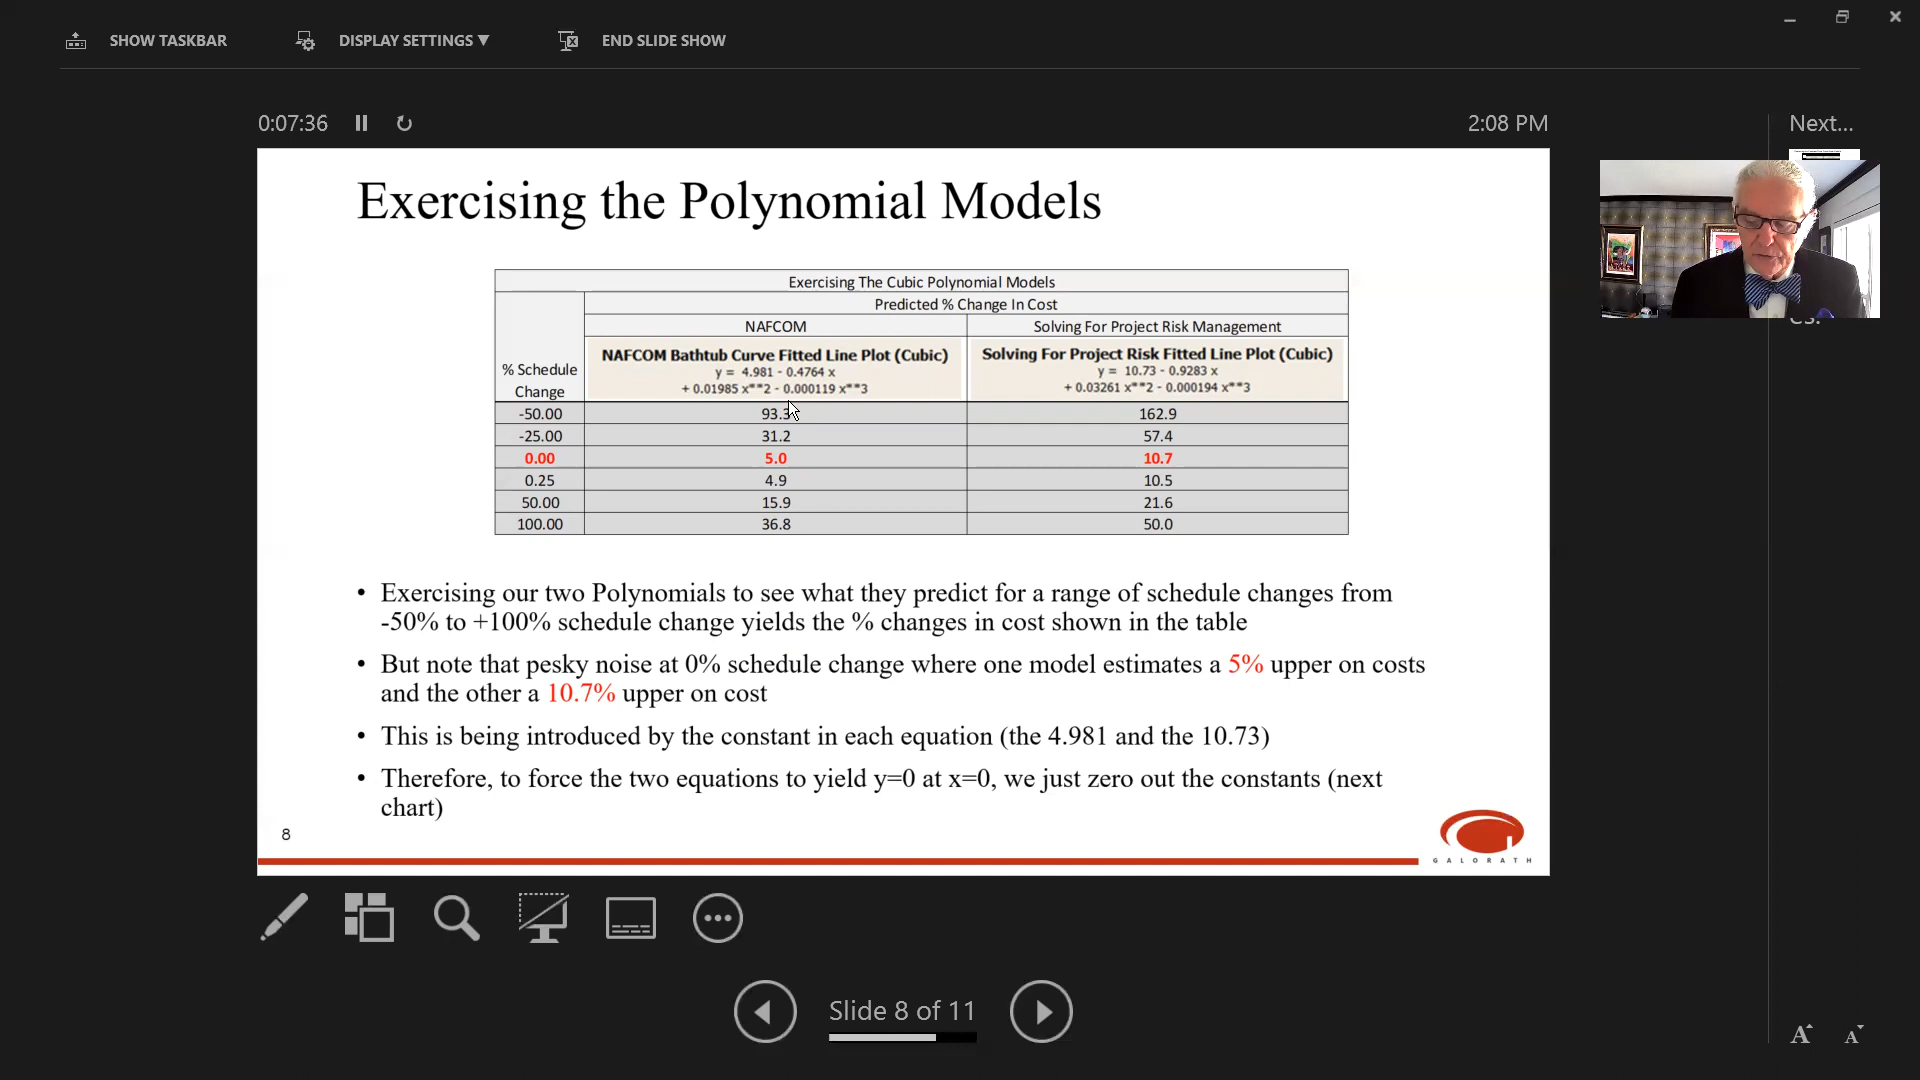 SHOW TASKBAR
DISPLAY SETTINGS ▼
END SLIDE SHOW
0:07:36
2:08 PM
Next...
Exercising the Polynomial Models
Exercising The Cubic Polynomial Models
Predicted % Change In Cost
NAFCOM
Solving For Project Risk Management
% Schedule
Change
NAFCOM Bathtub Curve Fitted Line Plot (Cubic)
y = 4.981 - 0.4764 x
+ 0.01985 x**2 - 0.000119 x**3
Solving For Project Risk Fitted Line Plot (Cubic)
y = 10.73 - 0.9283 x
+ 0.03261 x**2 - 0.000194 x**3
-50.00 93.3 162.9
-25.00 31.2 57.4
0.00 5.0 10.7
0.25 4.9 10.5
50.00 15.9 21.6
100.00 36.8 50.0
• Exercising our two Polynomials to see what they predict for a range of schedule changes from
-50% to +100% schedule change yields the % changes in cost shown in the table
• But note that pesky noise at 0% schedule change where one model estimates a 5% upper on costs
and the other a 10.7% upper on cost
• This is being introduced by the constant in each equation (the 4.981 and the 10.73)
• Therefore, to force the two equations to yield y=0 at x=0, we just zero out the constants (next
chart)
8
GALORATH
Slide 8 of 11
A A